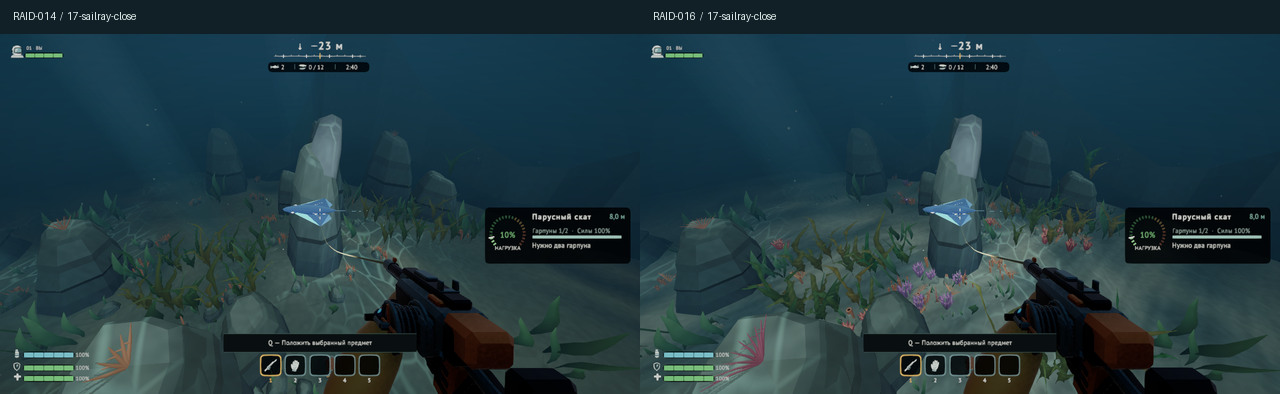 RAID-014 / 17-sailray-close
−23 м
2 0/12 2:40
Парусный скат 8,0 м
Гарпуны 1/2 · Силы 100%
Нужно два гарпуна
10%
НАГРУЗКА
Q — Положить выбранный предмет
100%
100%
100%
1 2 3 4 5
RAID-016 / 17-sailray-close
−23 м
2 0/12 2:40
Парусный скат 8,0 м
Гарпуны 1/2 · Силы 100%
Нужно два гарпуна
10%
НАГРУЗКА
Q — Положить выбранный предмет
100%
100%
100%
1 2 3 4 5